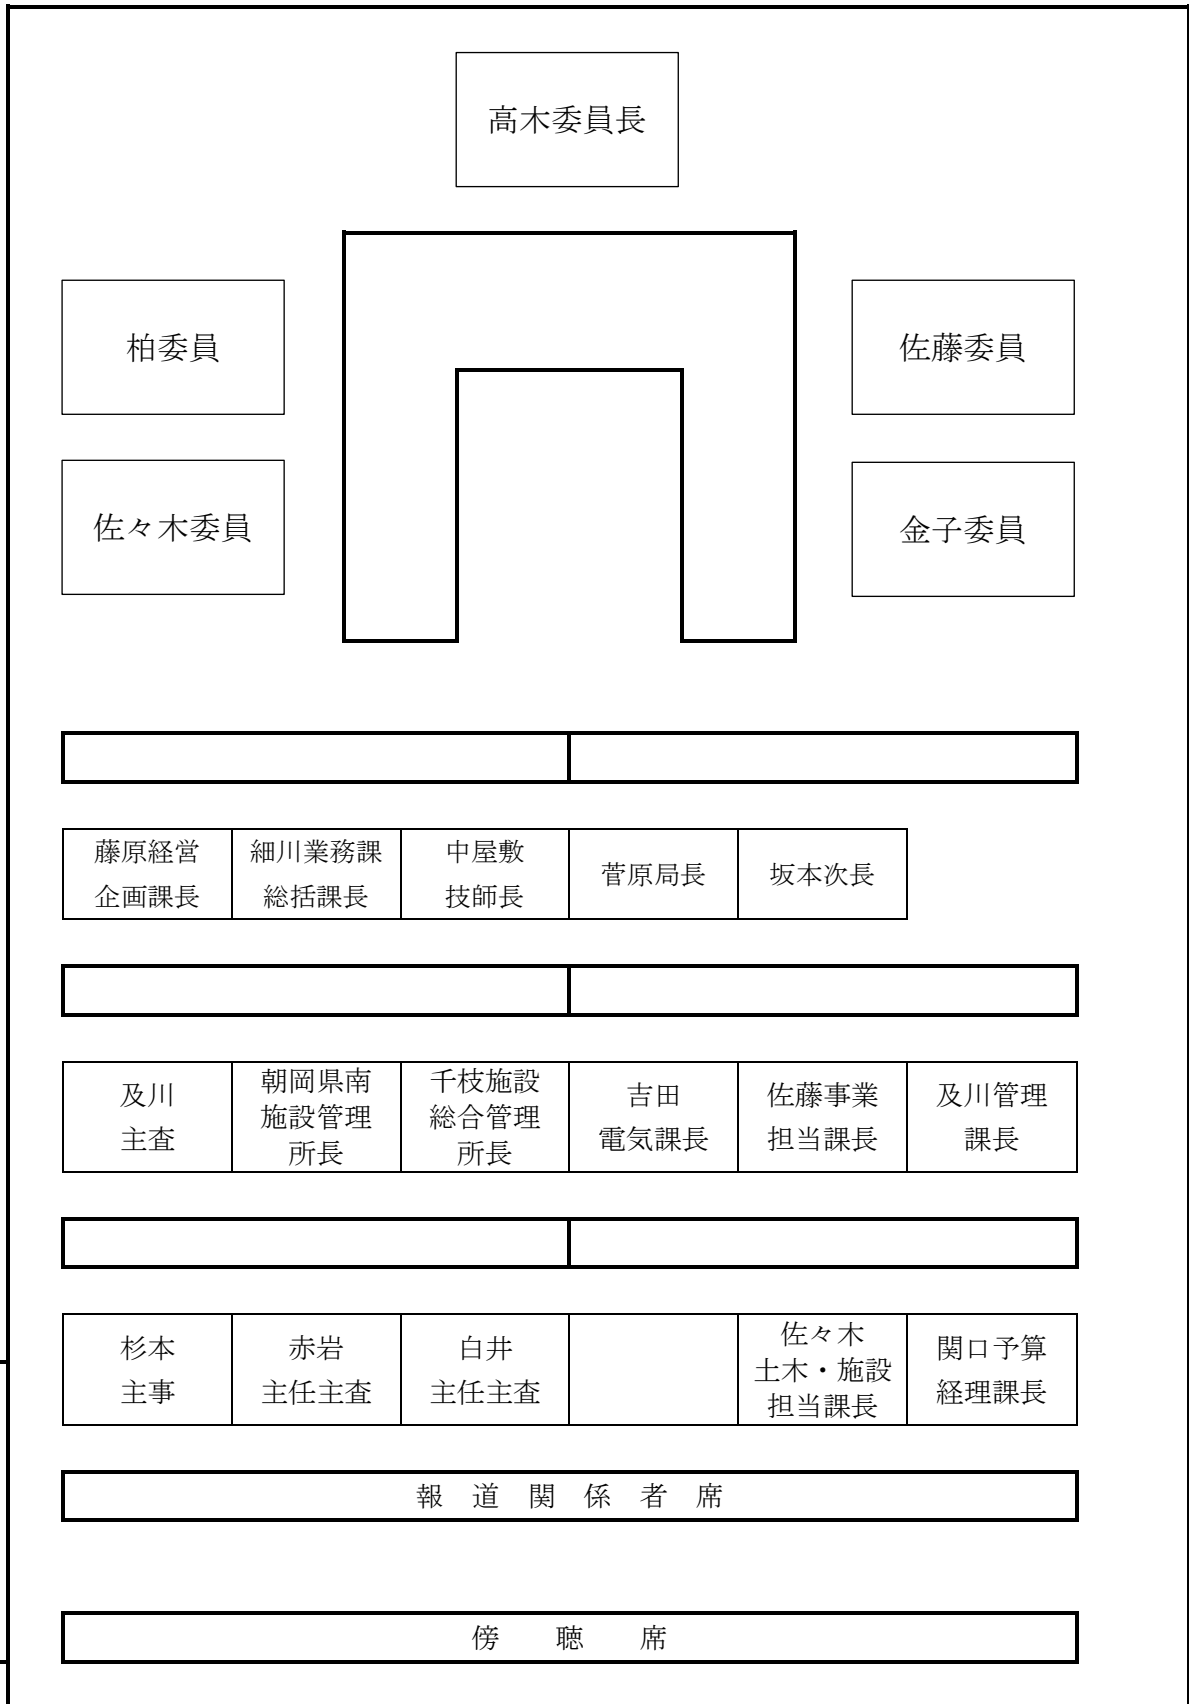 高木委員長
柏委員
佐藤委員
佐々木委員
金子委員
藤原経営
企画課長
細川業務課
総括課長
中屋敷
技師長
菅原局長
坂本次長
及川
主査
朝岡県南
施設管理
所長
千枝施設
総合管理
所長
吉田
電気課長
佐藤事業
担当課長
及川管理
課長
杉本
主事
赤岩
主任主査
白井
主任主査
佐々木
土木・施設
担当課長
関口予算
経理課長
報 道 関 係 者 席
傍 聴 席